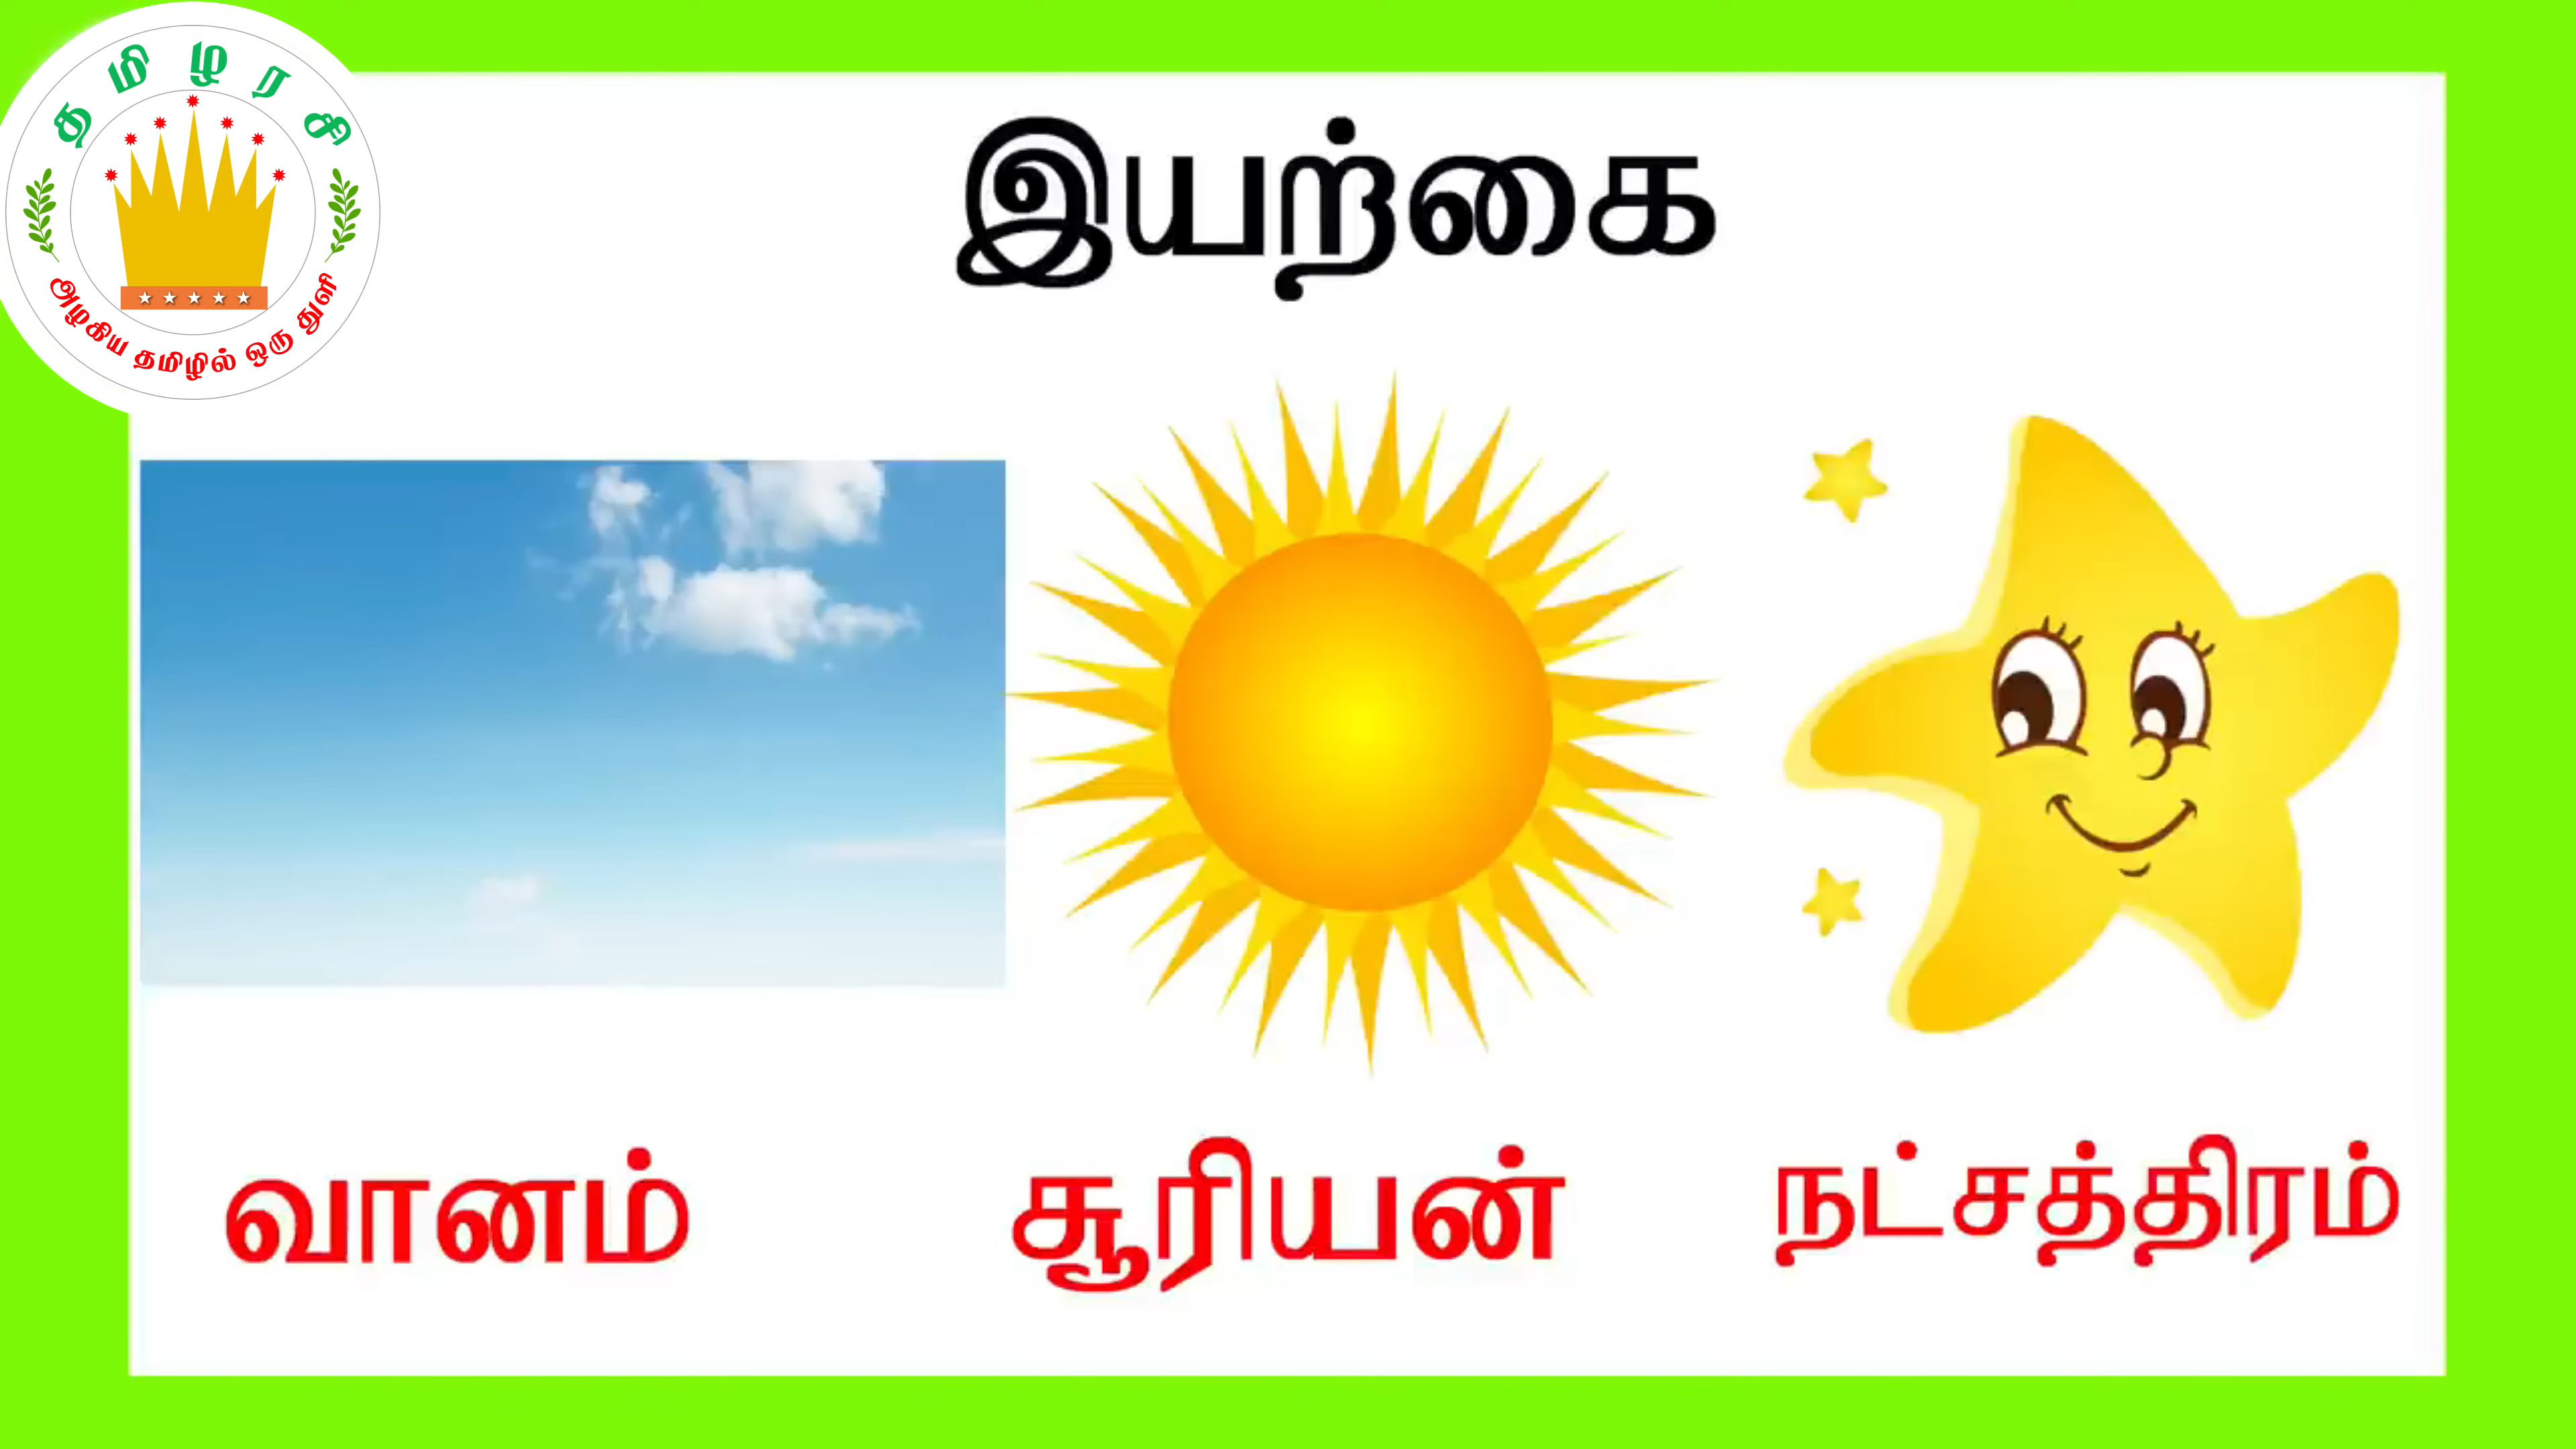 தமிழரசி
அழகிய தமிழில் ஒரு துளி
இயற்கை
வானம்
சூரியன்
நட்சத்திரம்